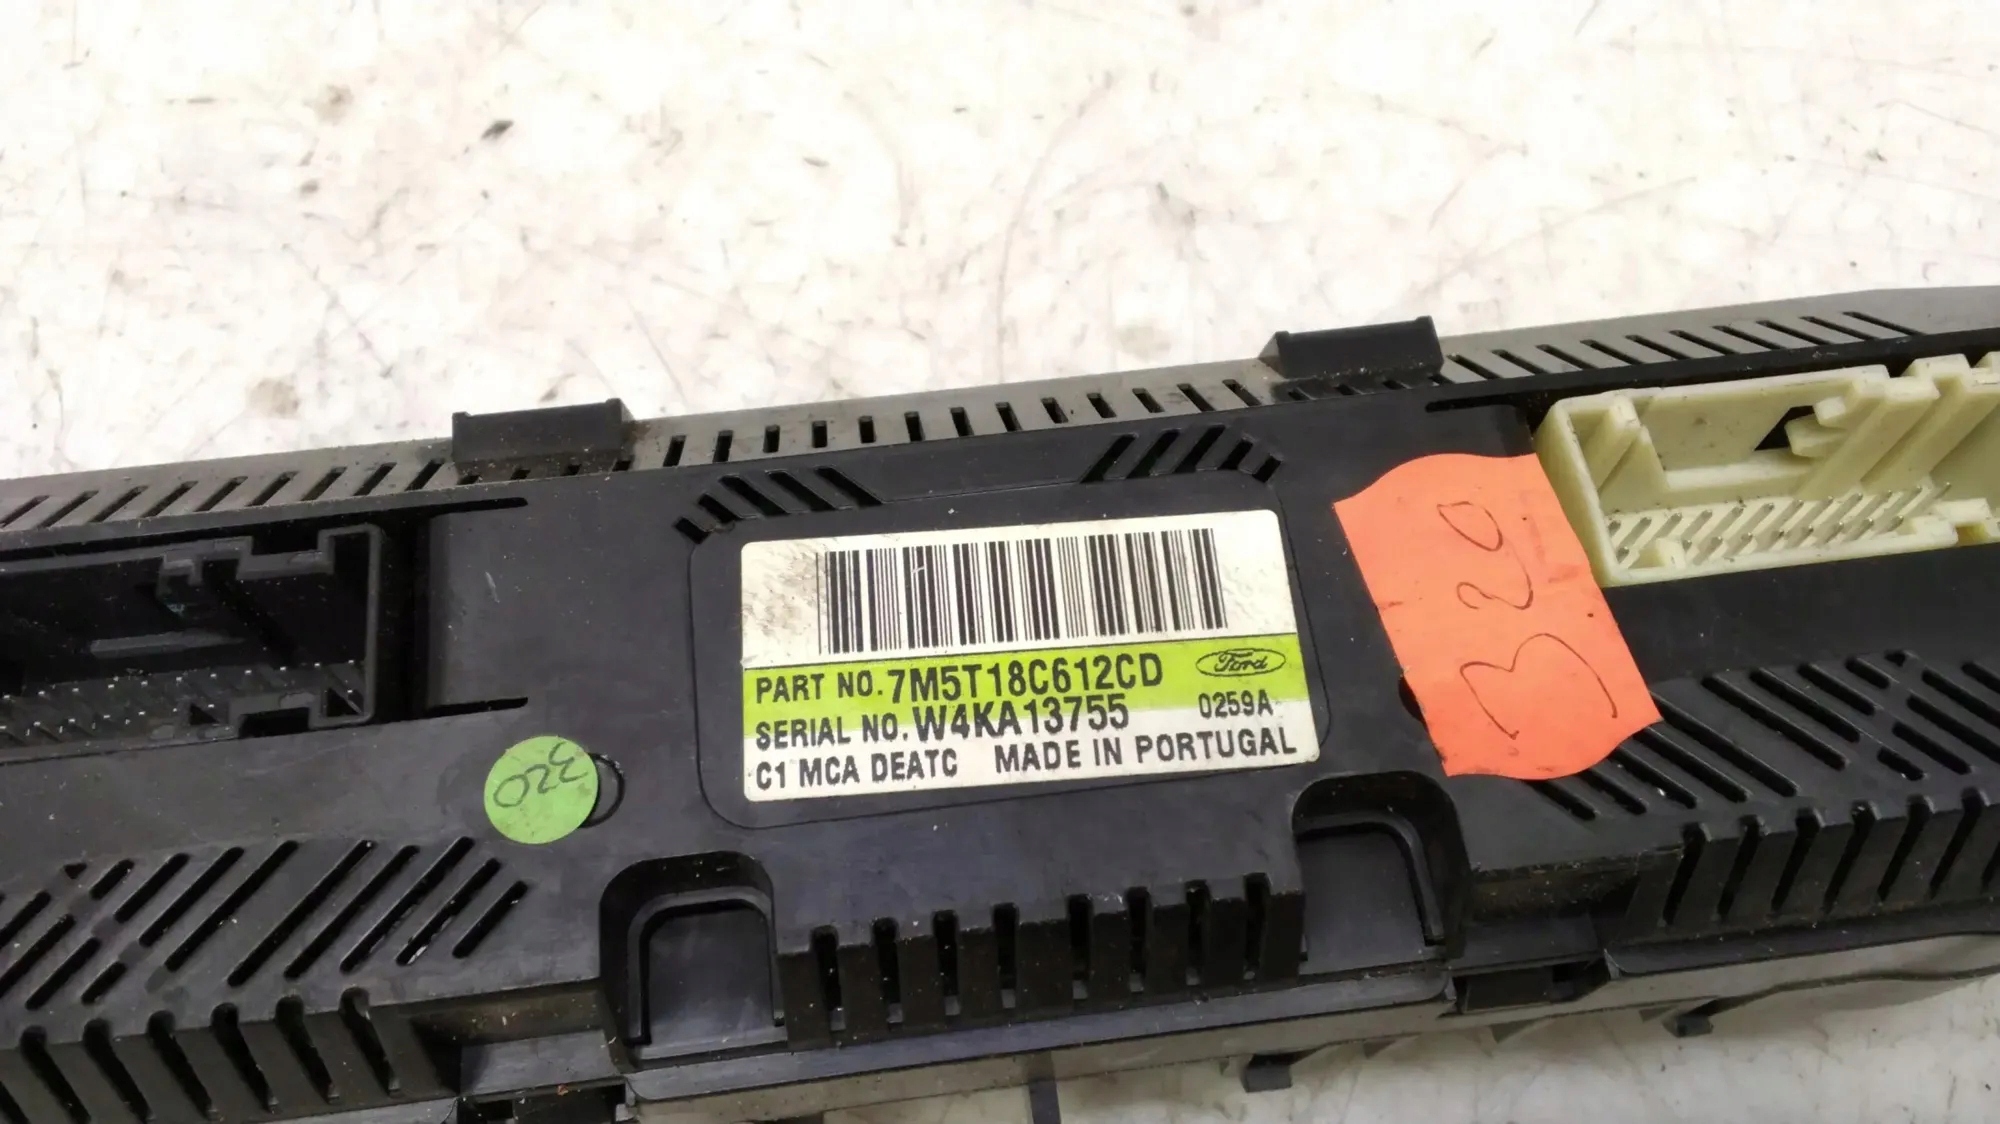 PART NO. 7M5T18C612CD Ford
SERIAL NO. W4KA13755 0259A
C1 MCA DEATC MADE IN PORTUGAL
320
320